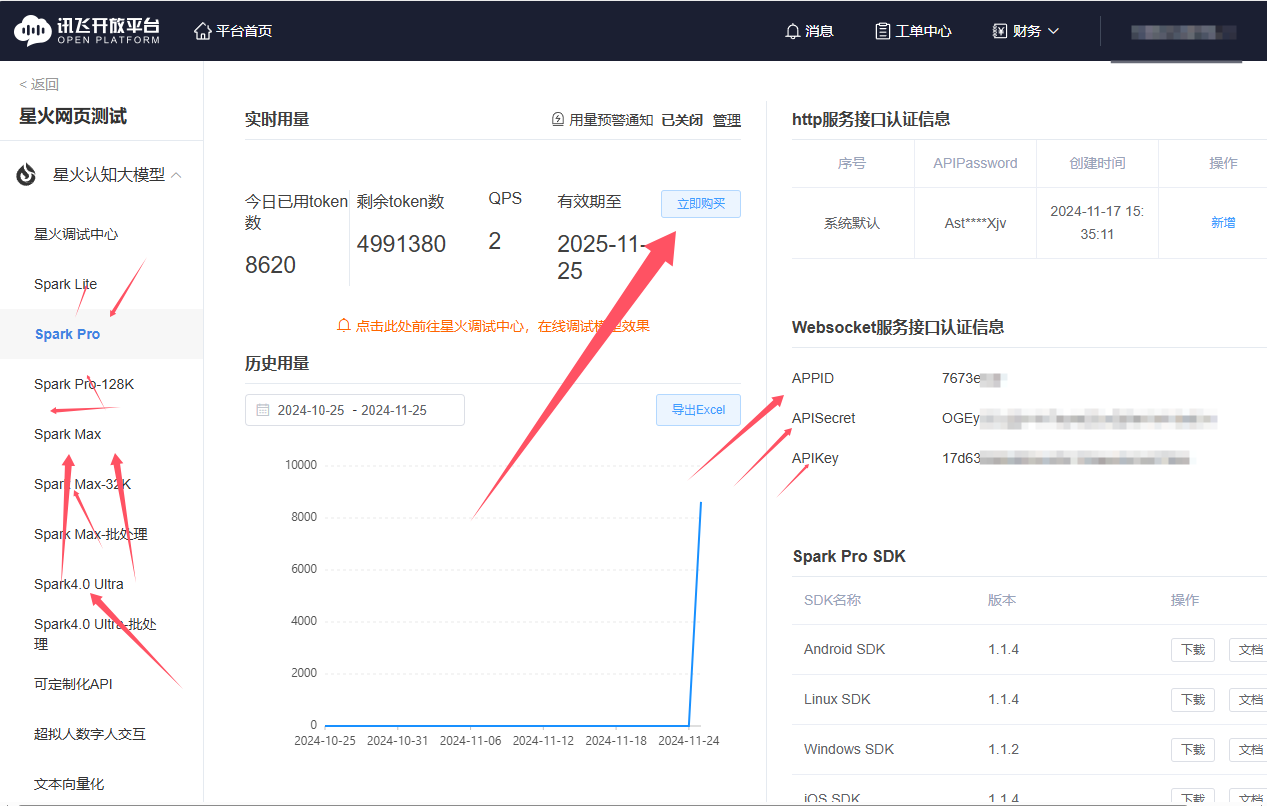 讯飞开放平台
OPEN PLATFORM
平台首页
消息
工单中心
财务
< 返回
星火网页测试
星火认知大模型
星火调试中心
Spark Lite
Spark Pro
Spark Pro-128K
Spark Max
Spark Max-32K
Spark Max-批处理
Spark4.0 Ultra
Spark4.0 Ultra-批处
理
可定制化API
超拟人数字人交互
文本向量化
实时用量
用量预警通知 已关闭 管理
今日已用token
数
8620
剩余token数
4991380
QPS
2
有效期至
2025-11-
25
立即购买
点击此处前往星火调试中心，在线调试模型效果
历史用量
2024-10-25 - 2024-11-25
导出Excel
10000
8000
6000
4000
2000
0
2024-10-25 2024-10-31 2024-11-06 2024-11-12 2024-11-18 2024-11-24
http服务接口认证信息
序号 APIPassword 创建时间 操作
系统默认 Ast****Xjv 2024-11-17 15:
35:11 新增
Websocket服务接口认证信息
APPID 7673e
APISecret OGEy
APIKey 17d63
Spark Pro SDK
SDK名称 版本 操作
Android SDK 1.1.4 下载 文档
Linux SDK 1.1.4 下载 文档
Windows SDK 1.1.2 下载 文档
iOS SDK 1.1.4 下载 文档